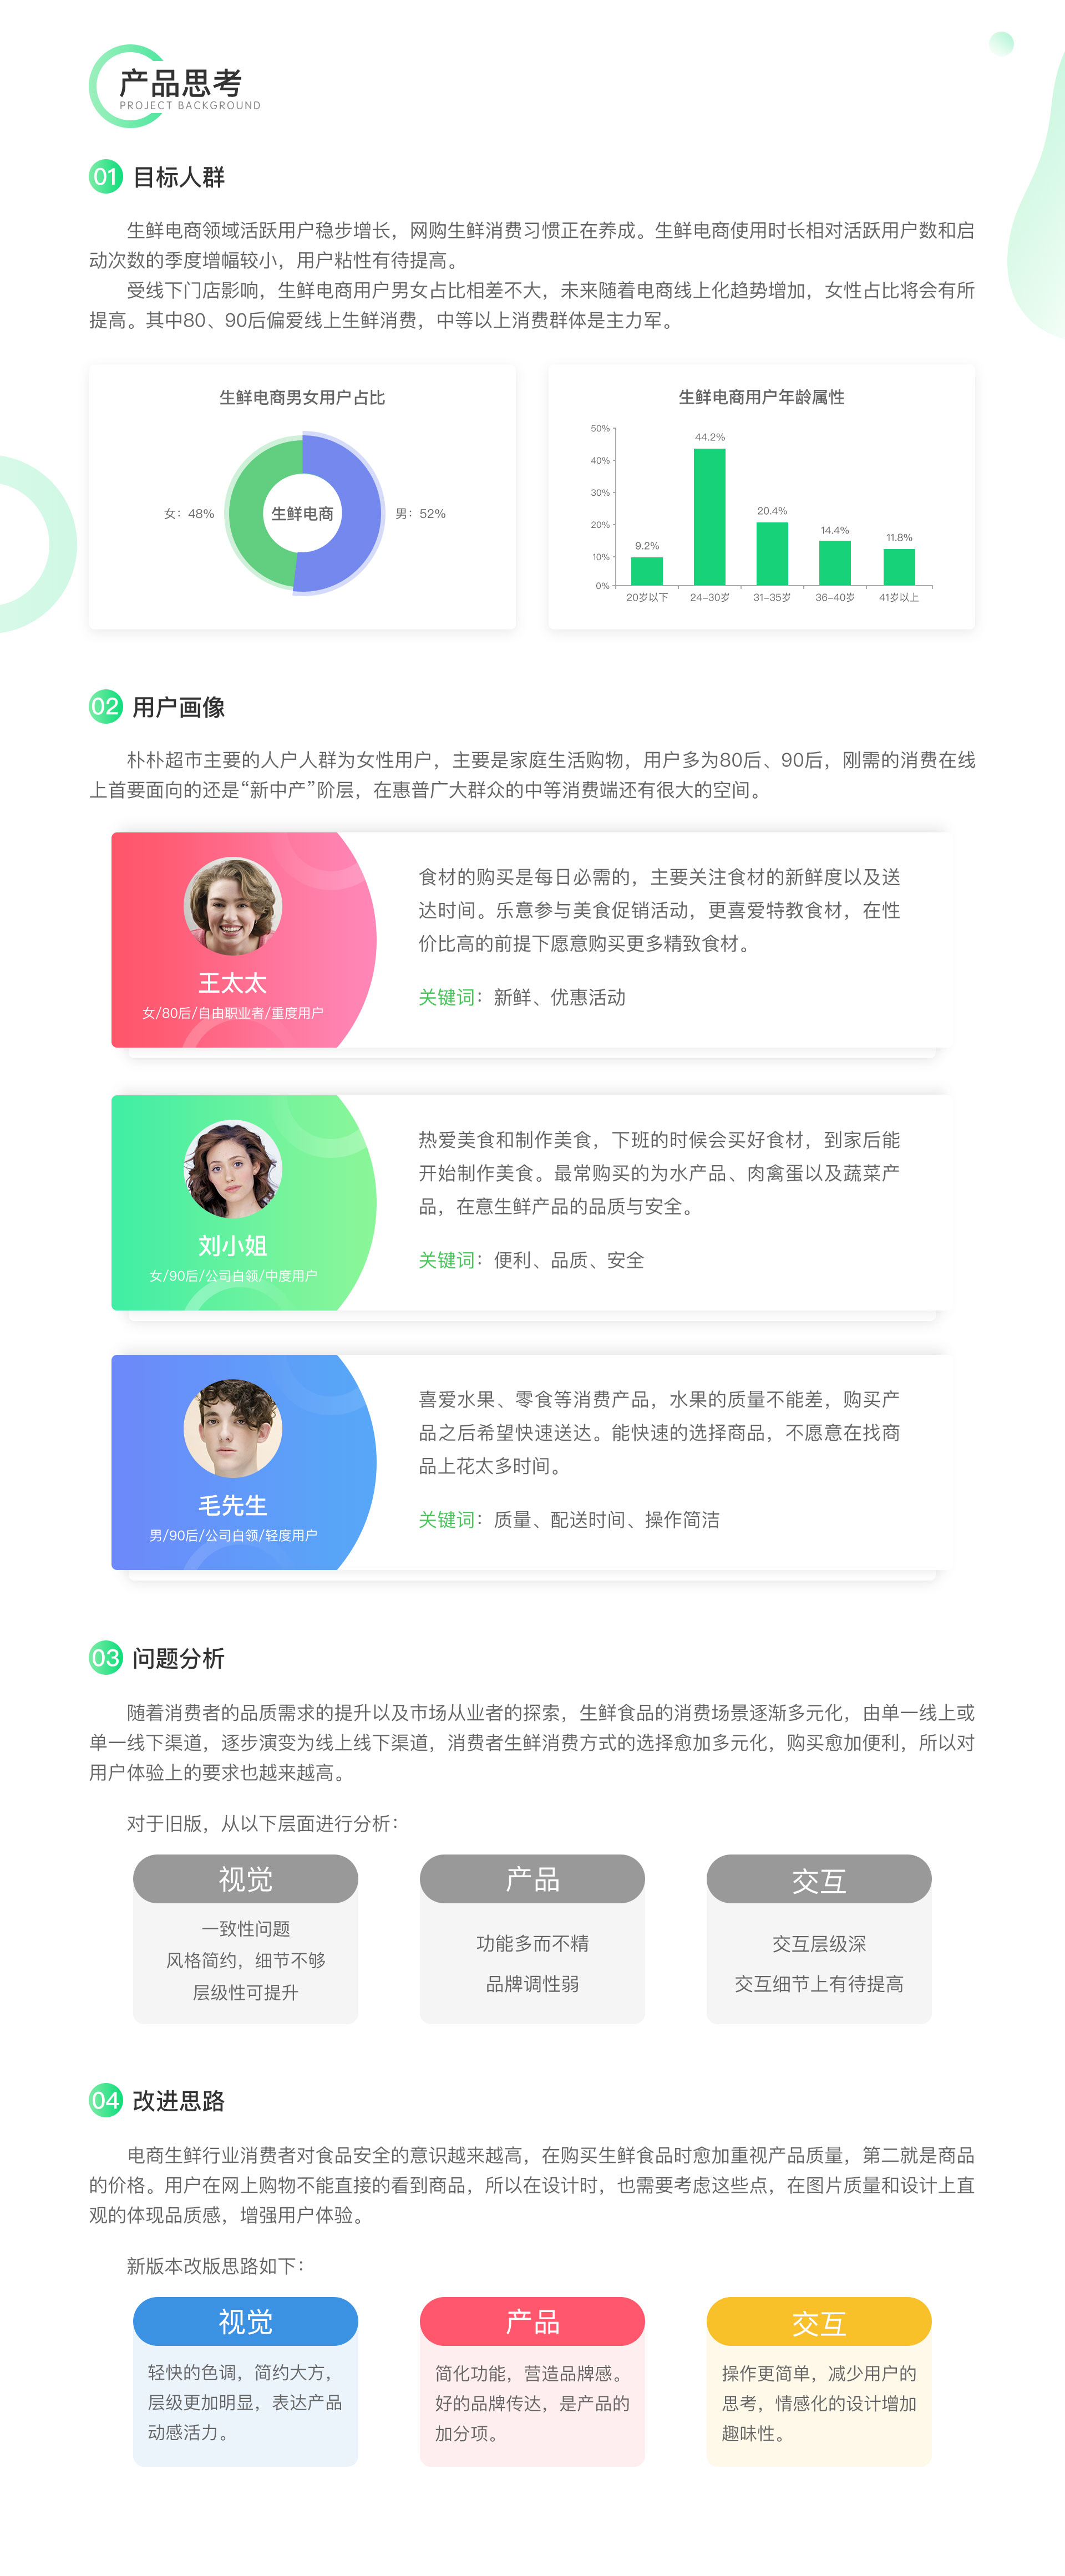 产品思考
PROJECT BACKGROUND
01 目标人群
生鲜电商领域活跃用户稳步增长，网购生鲜消费习惯正在养成。生鲜电商使用时长相对活跃用户数和启
动次数的季度增幅较小，用户粘性有待提高。
受线下门店影响，生鲜电商用户男女占比相差不大，未来随着电商线上化趋势增加，女性占比将会有所
提高。其中80、90后偏爱线上生鲜消费，中等以上消费群体是主力军。
生鲜电商男女用户占比
女：48%
生鲜电商
男：52%
生鲜电商用户年龄属性
50%
40%
30%
20%
10%
0%
9.2%
44.2%
20.4%
14.4%
11.8%
20岁以下
24-30岁
31-35岁
36-40岁
41岁以上
02 用户画像
朴朴超市主要的人户人群为女性用户，主要是家庭生活购物，用户多为80后、90后，刚需的消费在线
上首要面向的还是“新中产”阶层，在惠普广大群众的中等消费端还有很大的空间。
王太太
女/80后/自由职业者/重度用户
食材的购买是每日必需的，主要关注食材的新鲜度以及送
达时间。乐意参与美食促销活动，更喜爱特教食材，在性
价比高的前提下愿意购买更多精致食材。
关键词：新鲜、优惠活动
刘小姐
女/90后/公司白领/中度用户
热爱美食和制作美食，下班的时候会买好食材，到家后能
开始制作美食。最常购买的为水产品、肉禽蛋以及蔬菜产
品，在意生鲜产品的品质与安全。
关键词：便利、品质、安全
毛先生
男/90后/公司白领/轻度用户
喜爱水果、零食等消费产品，水果的质量不能差，购买产
品之后希望快速送达。能快速的选择商品，不愿意在找商
品上花太多时间。
关键词：质量、配送时间、操作简洁
03 问题分析
随着消费者的品质需求的提升以及市场从业者的探索，生鲜食品的消费场景逐渐多元化，由单一线上或
单一线下渠道，逐步演变为线上线下渠道，消费者生鲜消费方式的选择愈加多元化，购买愈加便利，所以对
用户体验上的要求也越来越高。
对于旧版，从以下层面进行分析：
视觉
一致性问题
风格简约，细节不够
层级性可提升
产品
功能多而不精
品牌调性弱
交互
交互层级深
交互细节上有待提高
04 改进思路
电商生鲜行业消费者对食品安全的意识越来越高，在购买生鲜食品时愈加重视产品质量，第二就是商品
的价格。用户在网上购物不能直接的看到商品，所以在设计时，也需要考虑这些点，在图片质量和设计上直
观的体现品质感，增强用户体验。
新版本改版思路如下：
视觉
轻快的色调，简约大方，
层级更加明显，表达产品
动感活力。
产品
简化功能，营造品牌感。
好的品牌传达，是产品的
加分项。
交互
操作更简单，减少用户的
思考，情感化的设计增加
趣味性。